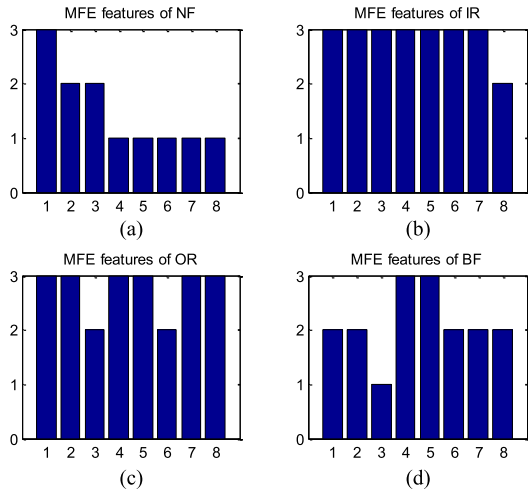 MFE features of NF
3
2
1
0
1 2 3 4 5 6 7 8
(a)
MFE features of IR
3
2
1
0
1 2 3 4 5 6 7 8
(b)
MFE features of OR
3
2
1
0
1 2 3 4 5 6 7 8
(c)
MFE features of BF
3
2
1
0
1 2 3 4 5 6 7 8
(d)